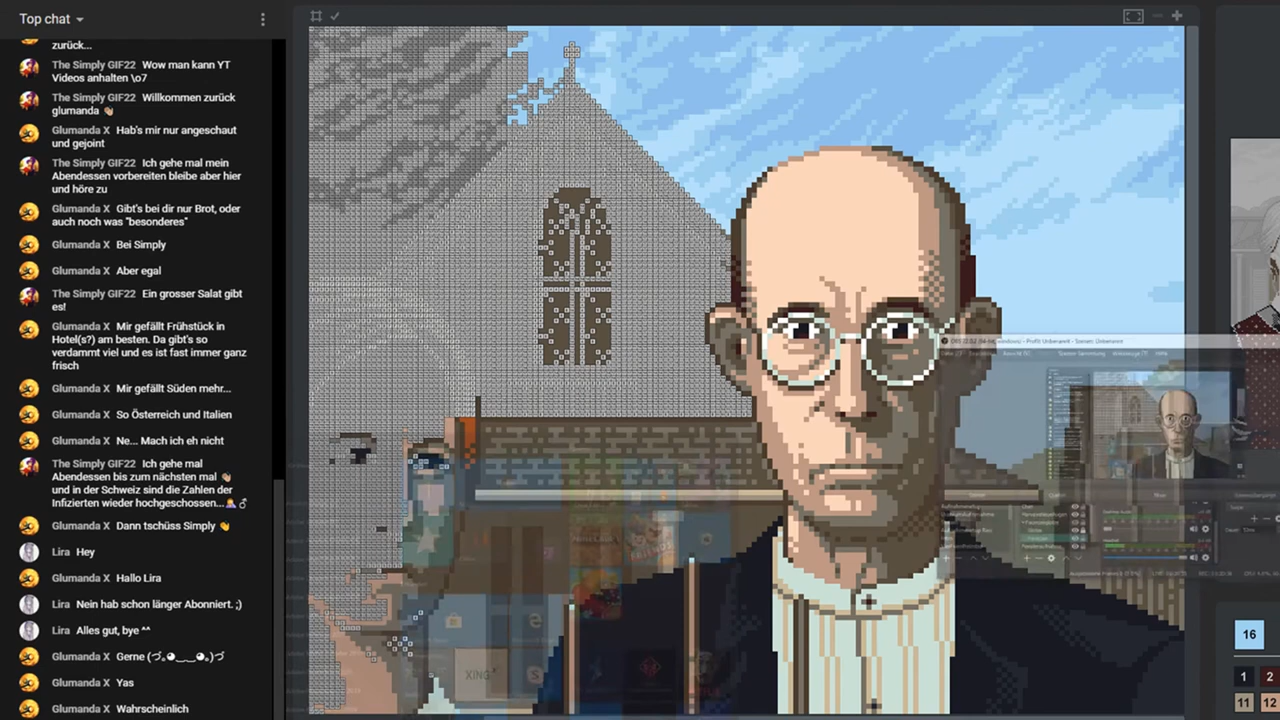 Top chat
zurück...
The Simply GIF22 Wow man kann YT
Videos anhalten \o7
The Simply GIF22 Willkommen zurück
glumanda 👋🏽
Glumanda X Hab's mir nur angeschaut
und gejoint
The Simply GIF22 Ich gehe mal mein
Abendessen vorbereiten bleibe aber hier
und höre zu
Glumanda X Gibt's bei dir nur Brot, oder
auch noch was "besonderes"
Glumanda X Bei Simply
Glumanda X Aber egal
The Simply GIF22 Ein grosser Salat gibt
es!
Glumanda X Mir gefällt Frühstück in
Hotel(s?) am besten. Da gibt's so
verdammt viel und es ist fast immer ganz
frisch
Glumanda X Mir gefällt Süden mehr...
Glumanda X So Österreich und Italien
Glumanda X Ne... Mach ich eh nicht
The Simply GIF22 Ich gehe mal
Abendessen bis zum nächsten mal 👋🏽
und in der Schweiz sind die Zahlen der
Infizierten wieder hochgeschossen...🤷♂
Glumanda X Dann tschüss Simply 👋
Lira Hey
Glumanda X Hallo Lira
Lira Nein hab schon länger Abonniert. ;)
Lira Alles gut, bye ^^
Glumanda X Gerne (づ｡◕‿‿◕｡)づ
Glumanda X Yas
Glumanda X Wahrscheinlich
XING
16
1 2
11 12